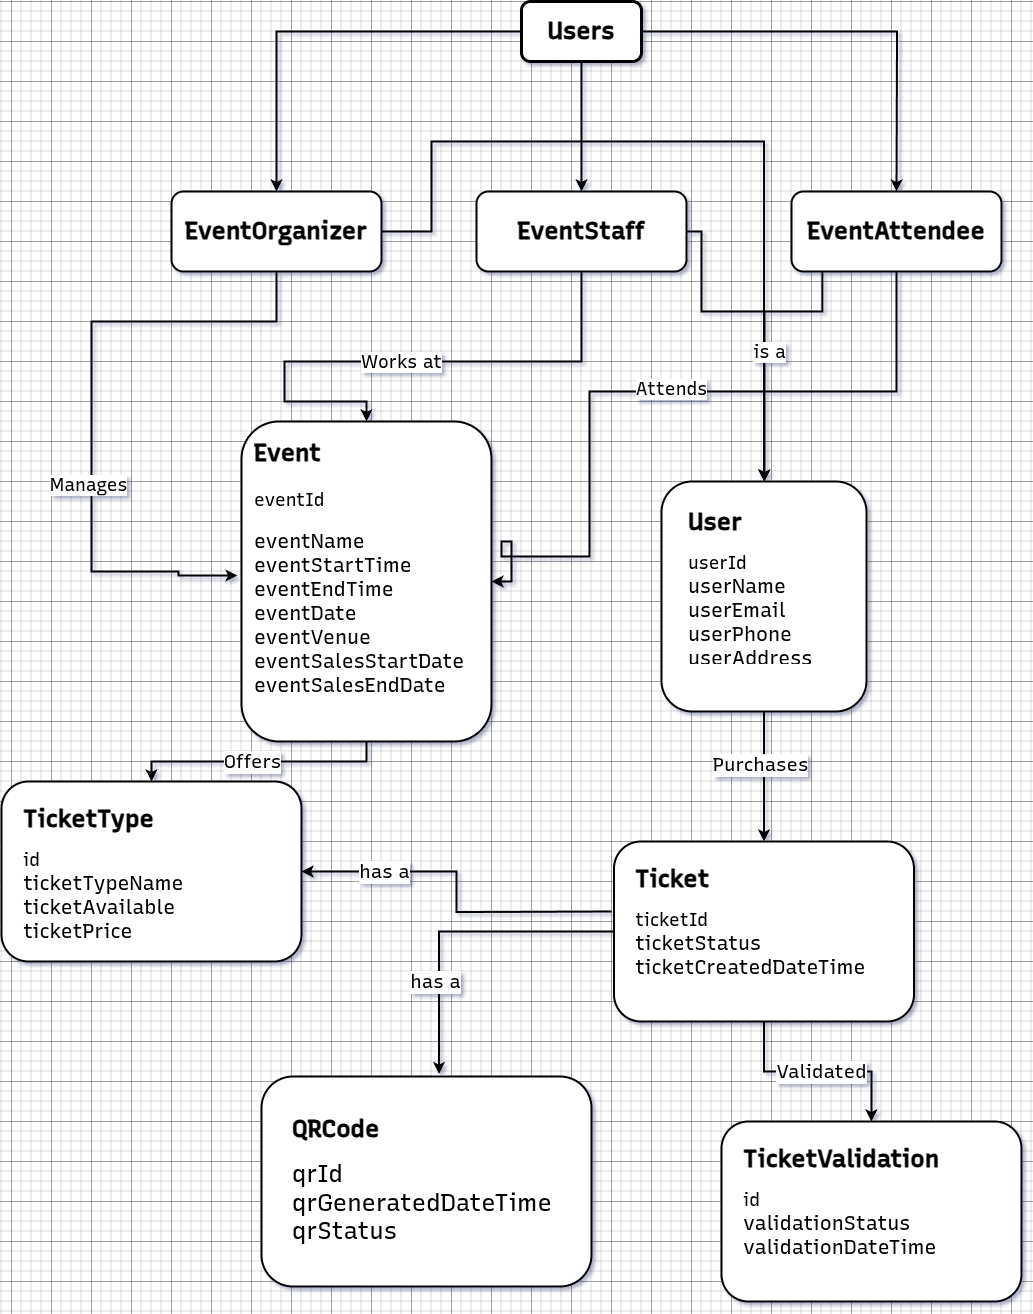 Users
EventOrganizer
EventStaff
EventAttendee
is a
Works at
Attends
Manages
Event
eventId
eventName
eventStartTime
eventEndTime
eventDate
eventVenue
eventSalesStartDate
eventSalesEndDate
User
userId
userName
userEmail
userPhone
userAddress
Offers
Purchases
TicketType
id
ticketTypeName
ticketAvailable
ticketPrice
has a
Ticket
ticketId
ticketStatus
ticketCreatedDateTime
has a
Validated
QRCode
qrId
qrGeneratedDateTime
qrStatus
TicketValidation
id
validationStatus
validationDateTime